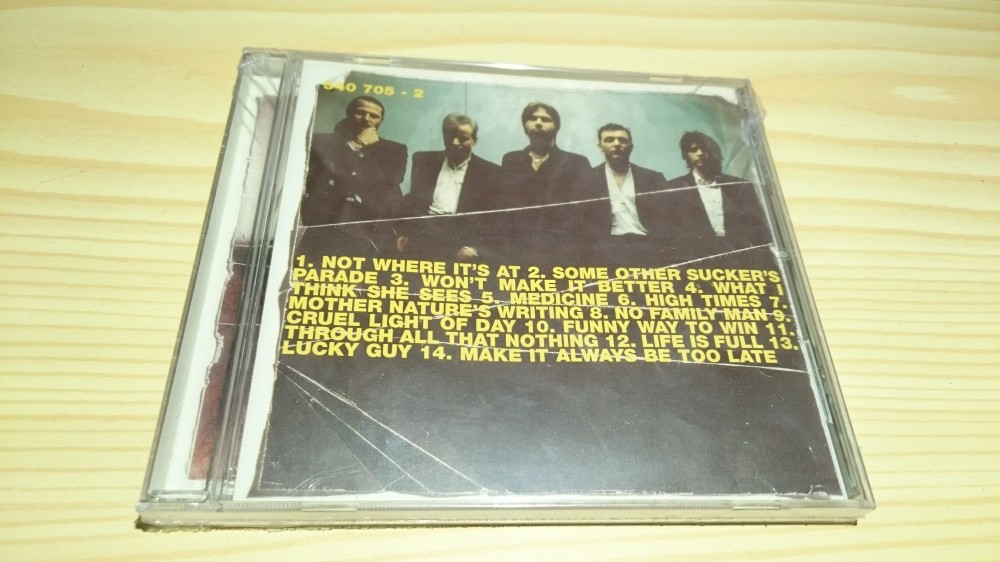 540 705 - 2
1. NOT WHERE IT'S AT 2. SOME OTHER SUCKER'S
PARADE 3. WON'T MAKE IT BETTER 4. WHAT I
THINK SHE SEES 5. MEDICINE 6. HIGH TIMES 7.
MOTHER NATURE'S WRITING 8. NO FAMILY MAN 9.
CRUEL LIGHT OF DAY 10. FUNNY WAY TO WIN 11.
THROUGH ALL THAT NOTHING 12. LIFE IS FULL 13.
LUCKY GUY 14. MAKE IT ALWAYS BE TOO LATE